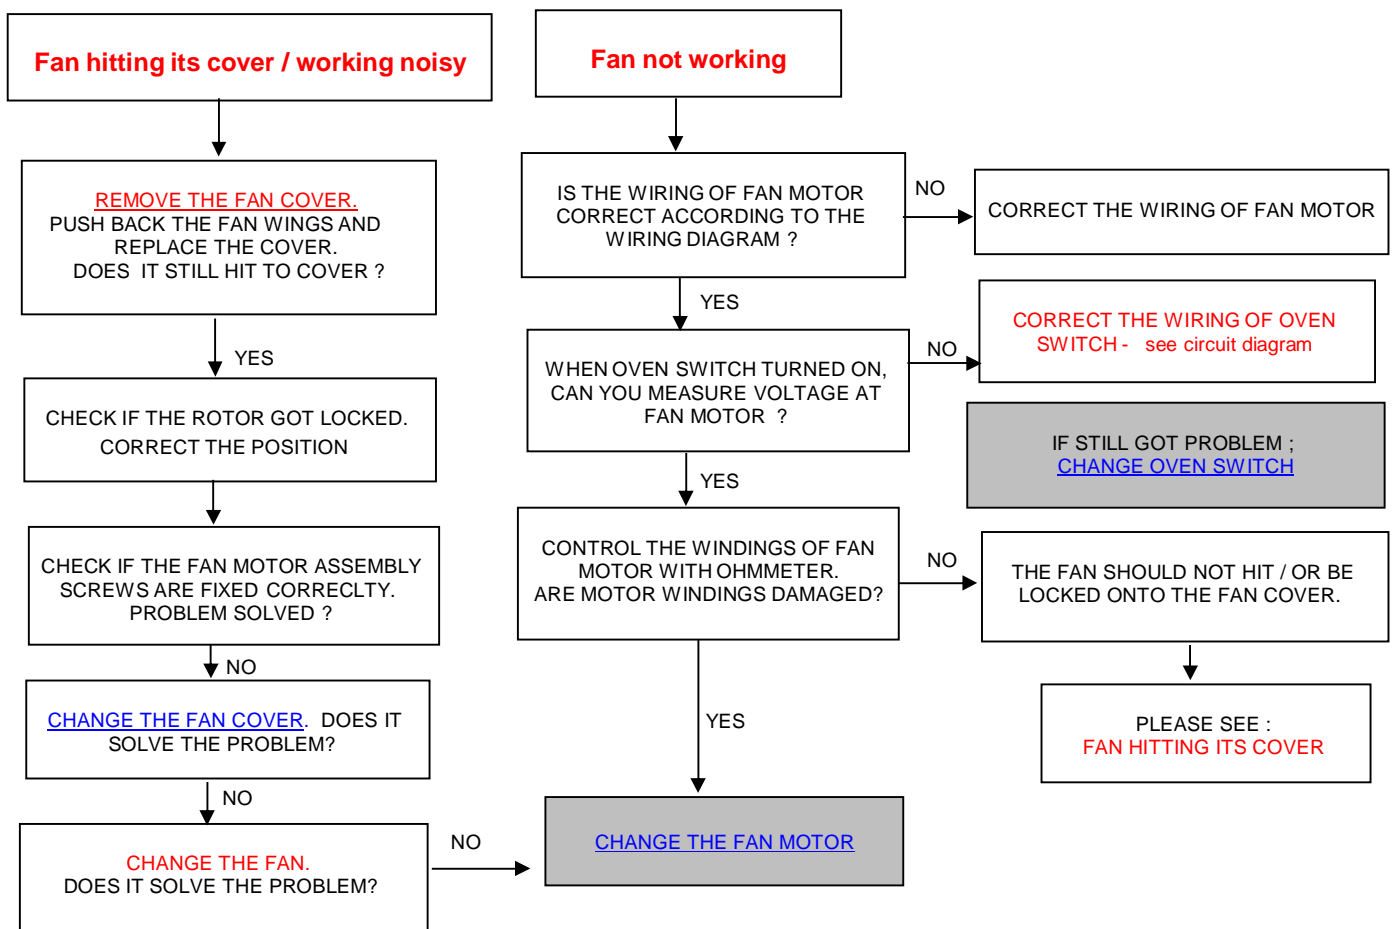 Fan hitting its cover / working noisy
REMOVE THE FAN COVER.
PUSH BACK THE FAN WINGS AND
REPLACE THE COVER.
DOES IT STILL HIT TO COVER ?
YES
CHECK IF THE ROTOR GOT LOCKED.
CORRECT THE POSITION
CHECK IF THE FAN MOTOR ASSEMBLY
SCREWS ARE FIXED CORRECLTY.
PROBLEM SOLVED ?
NO
CHANGE THE FAN COVER. DOES IT
SOLVE THE PROBLEM?
NO
CHANGE THE FAN.
DOES IT SOLVE THE PROBLEM?
NO
Fan not working
IS THE WIRING OF FAN MOTOR
CORRECT ACCORDING TO THE
WIRING DIAGRAM ?
NO
CORRECT THE WIRING OF FAN MOTOR
YES
WHEN OVEN SWITCH TURNED ON,
CAN YOU MEASURE VOLTAGE AT
FAN MOTOR ?
NO
CORRECT THE WIRING OF OVEN
SWITCH - see circuit diagram
IF STILL GOT PROBLEM ;
CHANGE OVEN SWITCH
YES
CONTROL THE WINDINGS OF FAN
MOTOR WITH OHMMETER.
ARE MOTOR WINDINGS DAMAGED?
NO
THE FAN SHOULD NOT HIT / OR BE
LOCKED ONTO THE FAN COVER.
PLEASE SEE :
FAN HITTING ITS COVER
YES
CHANGE THE FAN MOTOR